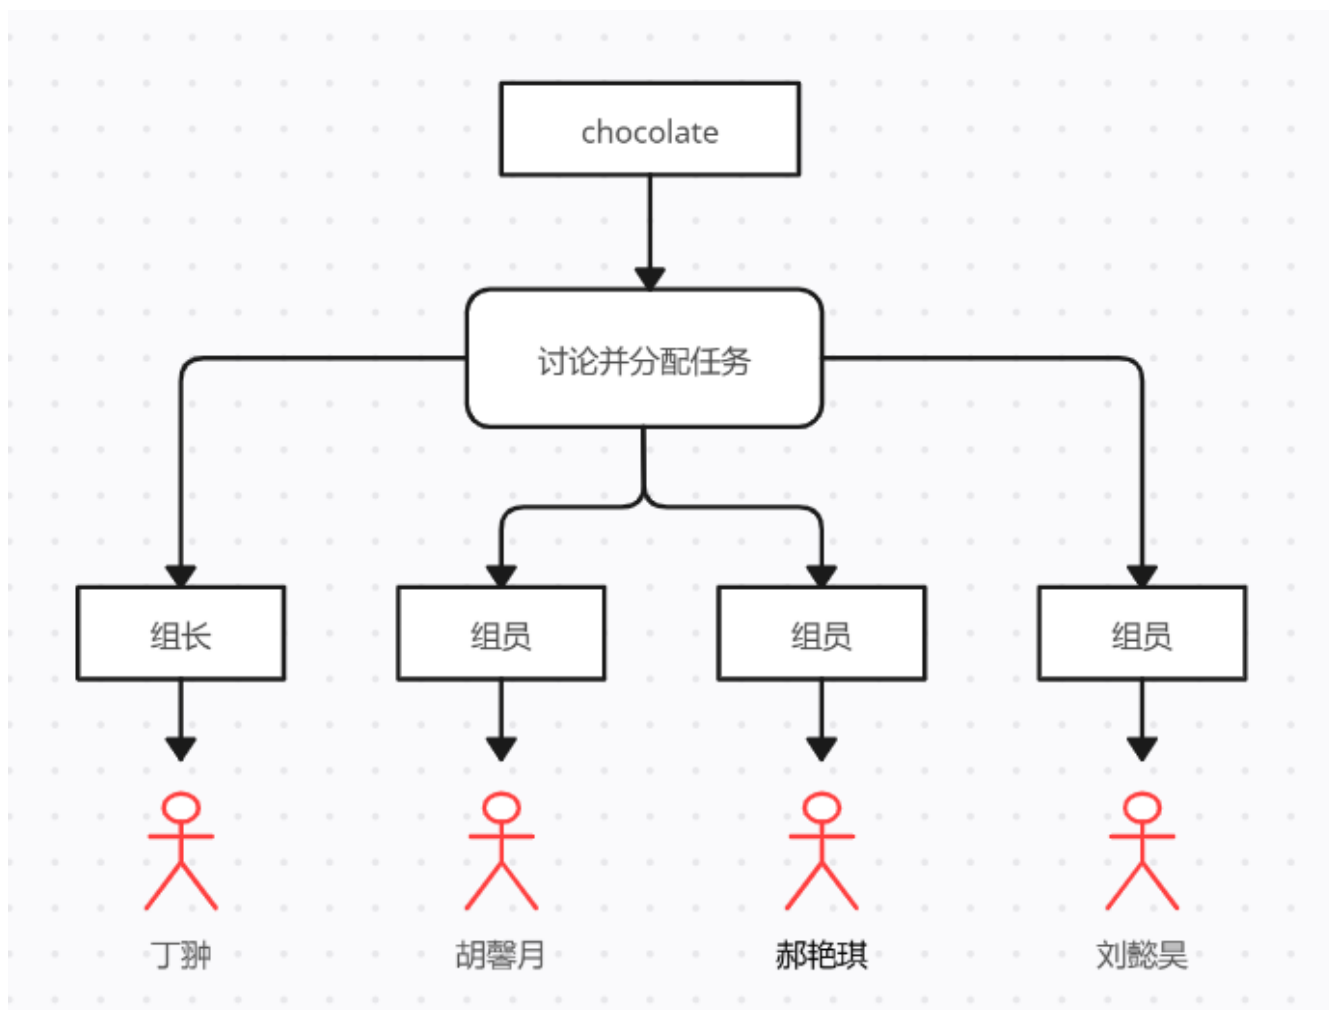 chocolate
讨论并分配任务
组长
组员
组员
组员
丁翀
胡馨月
郝艳琪
刘懿昊